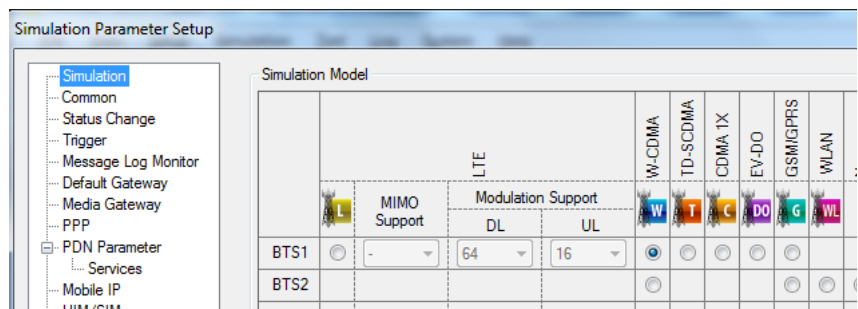 Simulation Parameter Setup
Simulation
Common
Status Change
Trigger
Message Log Monitor
Default Gateway
Media Gateway
PPP
PDN Parameter
Services
Mobile IP
Simulation Model
LTE
W-CDMA
TD-SCDMA
CDMA 1X
EV-DO
GSM/GPRS
WLAN
L
MIMO
Support
Modulation Support
DL
UL
W
T
C
DO
G
WL
BTS1
-
64
16
BTS2